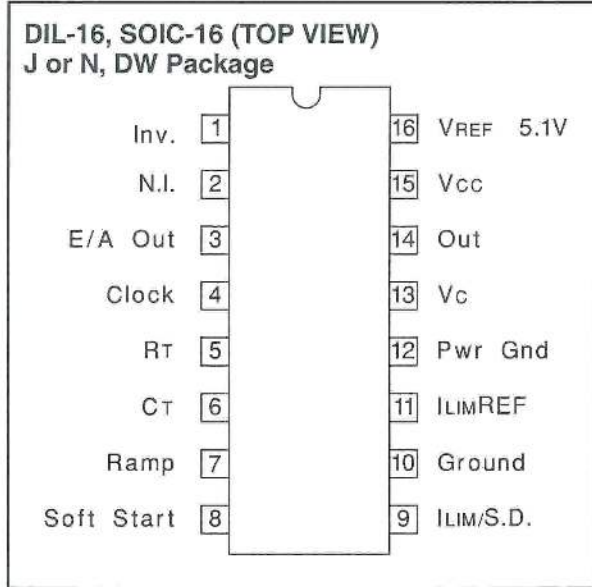 DIL-16, SOIC-16 (TOP VIEW)
J or N, DW Package
Inv. 1 16 VREF 5.1V
N.I. 2 15 VCC
E/A Out 3 14 Out
Clock 4 13 VC
RT 5 12 Pwr Gnd
CT 6 11 ILIMREF
Ramp 7 10 Ground
Soft Start 8 9 ILIM/S.D.